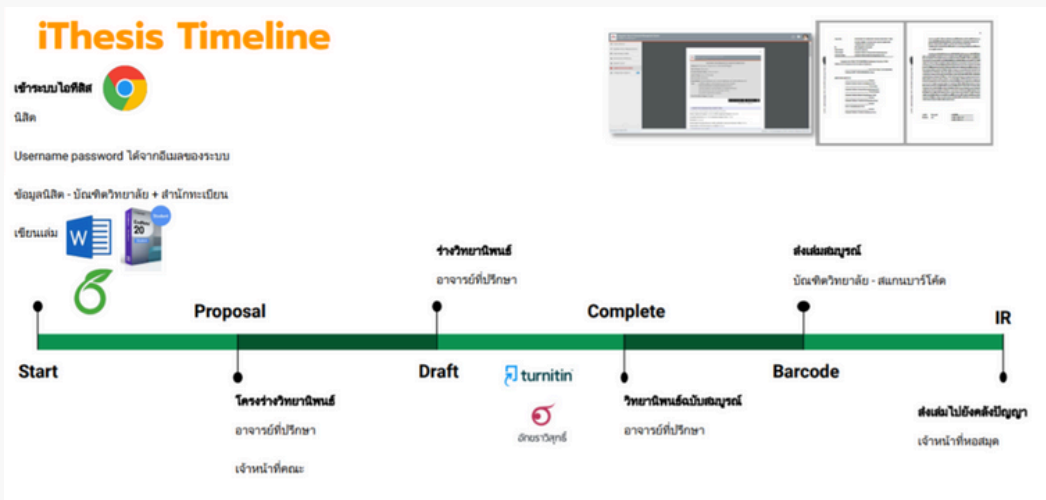 iThesis Timeline
เข้าระบบไอทีสิส
นิสิต
Username password ได้จากอีเมลของระบบ
ข้อมูลนิสิต - บัณฑิตวิทยาลัย + สำนักทะเบียน
เขียนเล่ม
W
20
ร่างวิทยานิพนธ์
อาจารย์ที่ปรึกษา
ส่งเล่มสมบูรณ์
บัณฑิตวิทยาลัย - สแกนบาร์โค้ด
Proposal
Complete
IR
Start
Draft
turnitin
Barcode
โครงร่างวิทยานิพนธ์
อาจารย์ที่ปรึกษา
เจ้าหน้าที่คณะ
อักขราวิสุทธิ์
วิทยานิพนธ์ฉบับสมบูรณ์
อาจารย์ที่ปรึกษา
ส่งเล่มไปยังคลังปัญญา
เจ้าหน้าที่หอสมุด